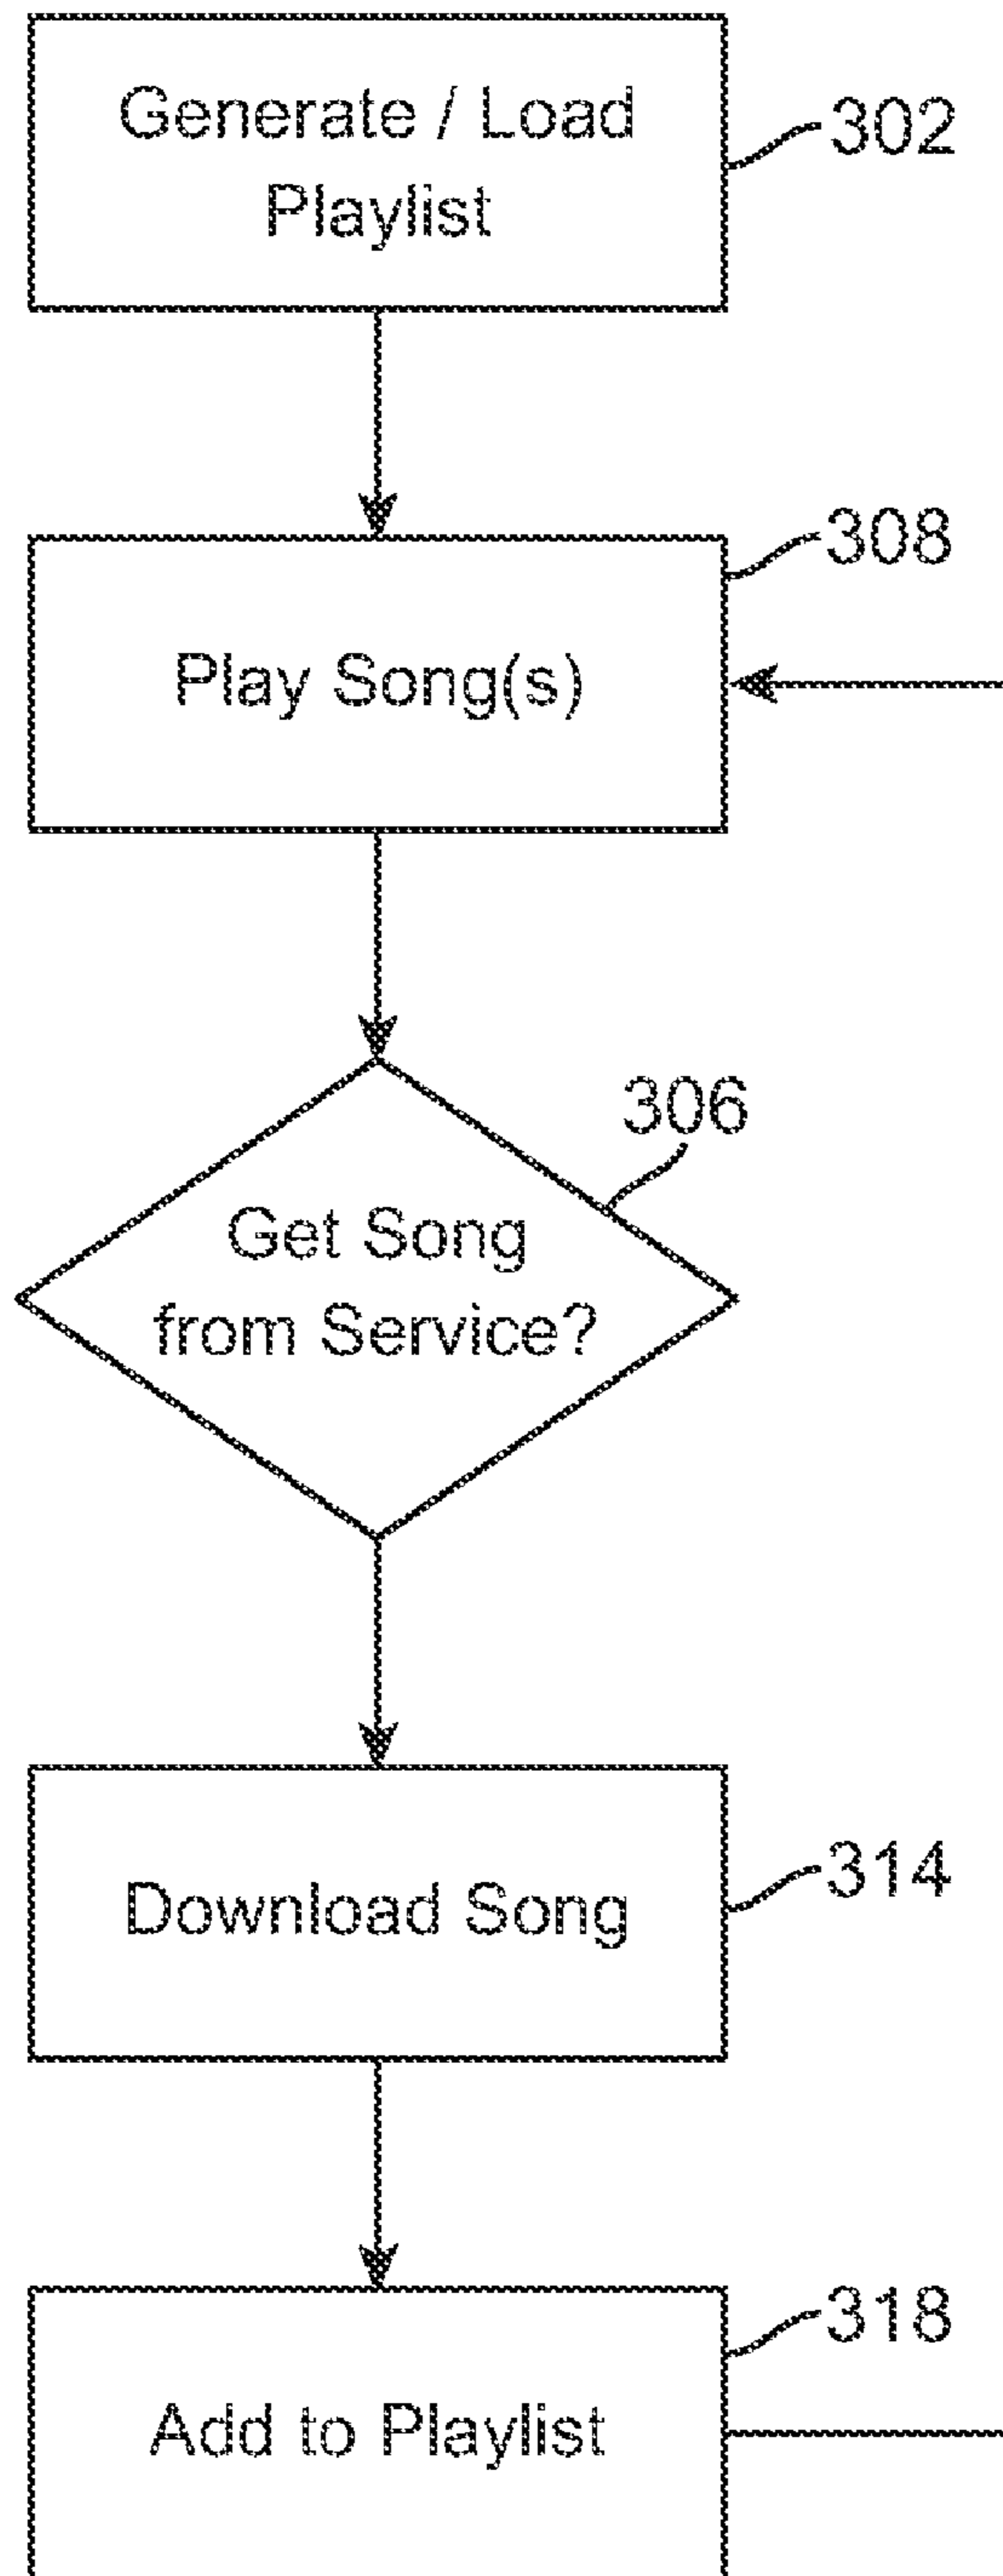 Generate / Load
Playlist
302
308
Play Song(s)
306
Get Song
from Service?
Download Song
314
318
Add to Playlist